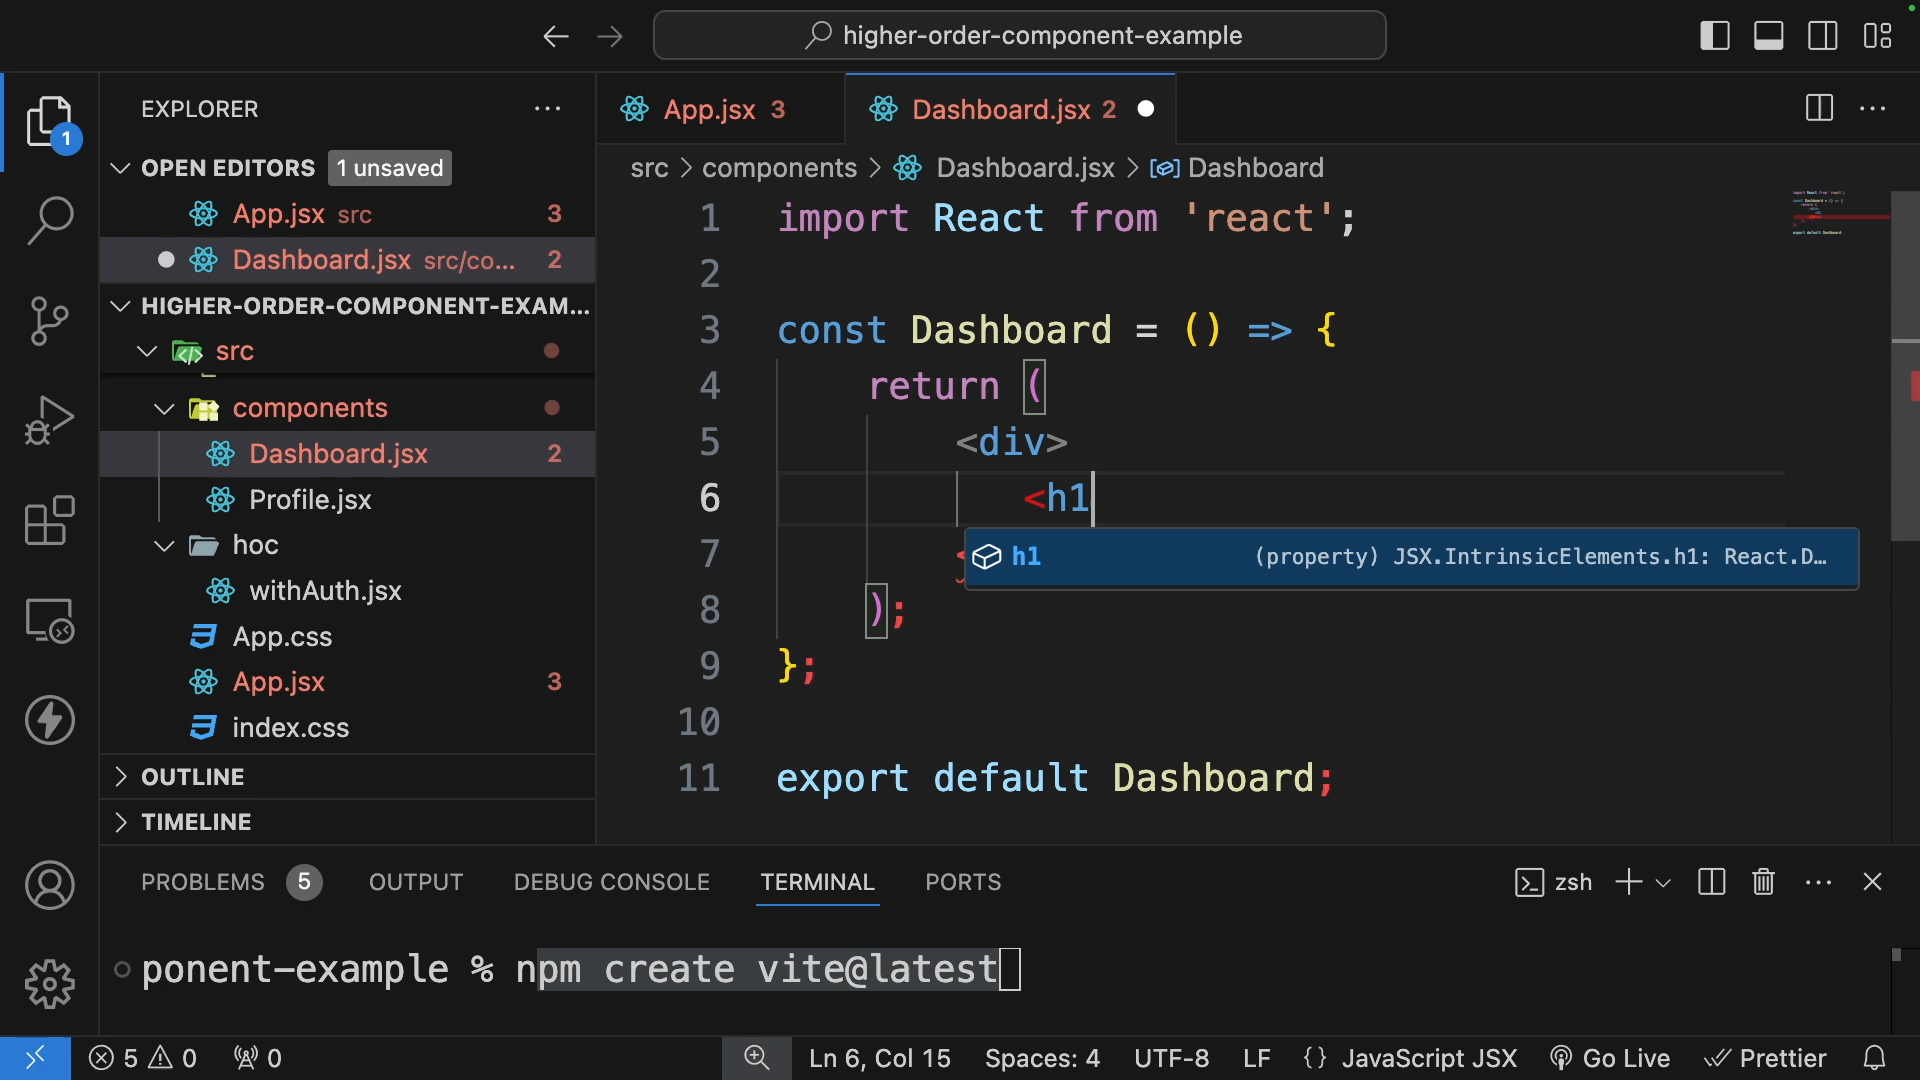 higher-order-component-example
EXPLORER
OPEN EDITORS 1 unsaved
App.jsx src 3
Dashboard.jsx src/co... 2
HIGHER-ORDER-COMPONENT-EXAM...
src
components
Dashboard.jsx 2
Profile.jsx
hoc
withAuth.jsx
App.css
App.jsx 3
index.css
OUTLINE
TIMELINE
1
App.jsx 3
Dashboard.jsx 2
src > components > Dashboard.jsx > Dashboard
1 import React from 'react';
2
3 const Dashboard = () => {
4 return (
5 <div>
6 <h1
7 <
h1 (property) JSX.IntrinsicElements.h1: React.D...
8 );
9 };
10
11 export default Dashboard;
PROBLEMS 5 OUTPUT DEBUG CONSOLE TERMINAL PORTS zsh
ponent-example % npm create vite@latest
5 0 0 Ln 6, Col 15 Spaces: 4 UTF-8 LF {} JavaScript JSX Go Live Prettier